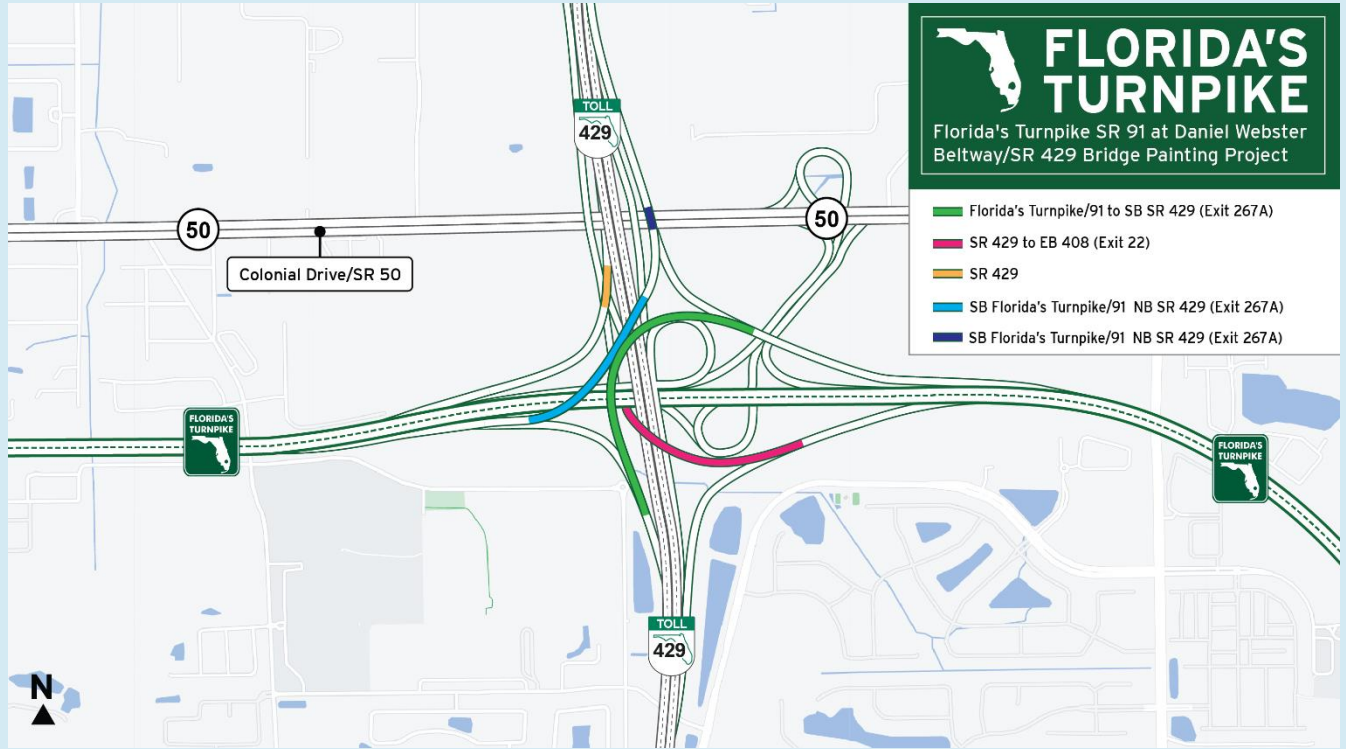 FLORIDA'S
TURNPIKE
Florida's Turnpike SR 91 at Daniel Webster
Beltway/SR 429 Bridge Painting Project
Florida's Turnpike/91 to SB SR 429 (Exit 267A)
SR 429 to EB 408 (Exit 22)
SR 429
SB Florida's Turnpike/91 NB SR 429 (Exit 267A)
SB Florida's Turnpike/91 NB SR 429 (Exit 267A)
TOLL
429
50
50
Colonial Drive/SR 50
FLORIDA'S
TURNPIKE
FLORIDA'S
TURNPIKE
TOLL
429
N